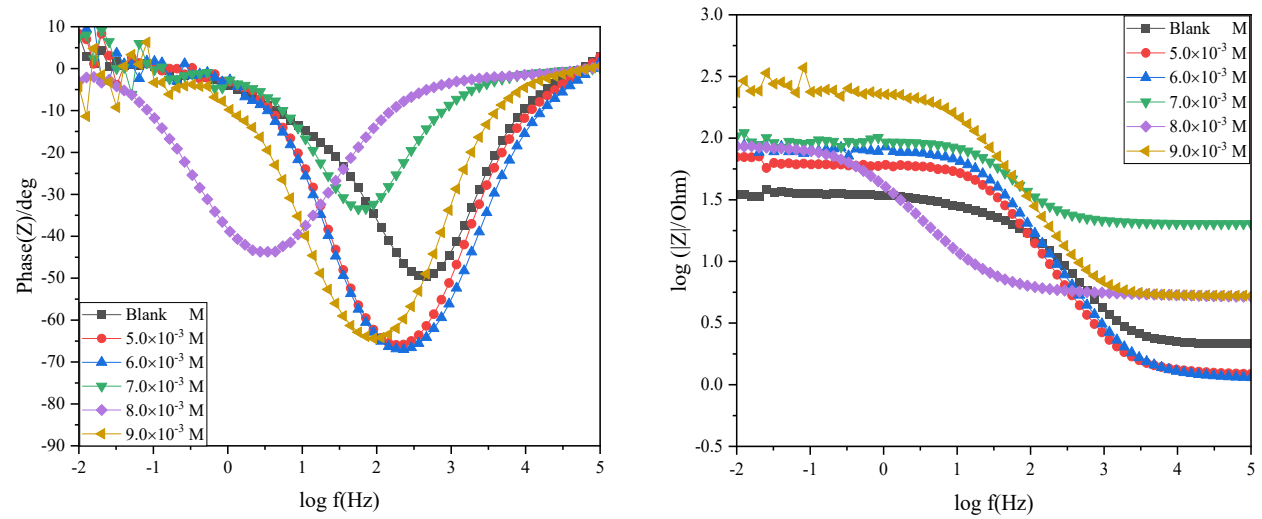 10
0
-10
-20
-30
-40
-50
-60
-70
-80
-90
Phase(Z)/deg
Blank M
5.0×10⁻³ M
6.0×10⁻³ M
7.0×10⁻³ M
8.0×10⁻³ M
9.0×10⁻³ M
-2 -1 0 1 2 3 4 5
log f(Hz)
3.0
2.5
2.0
1.5
1.0
0.5
0.0
-0.5
log (|Z|/Ohm)
Blank M
5.0×10⁻³ M
6.0×10⁻³ M
7.0×10⁻³ M
8.0×10⁻³ M
9.0×10⁻³ M
-2 -1 0 1 2 3 4 5
log f(Hz)